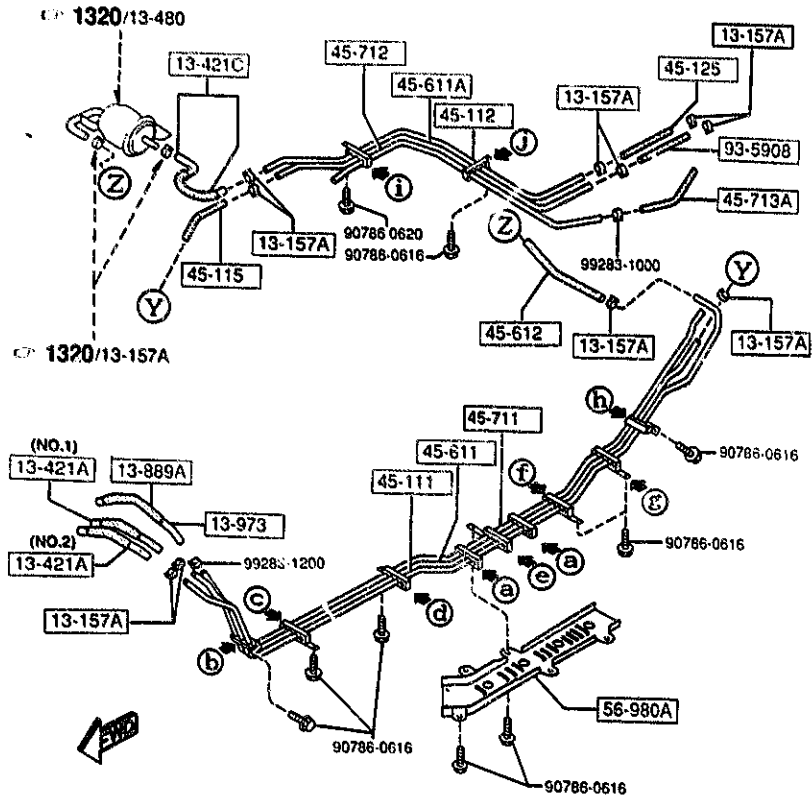 1320/13-480
13-421C
45-712
45-611A
45-112
j
13-157A
45-125
13-157A
93-5908
Z
i
45-713A
90786-0620
90786-0616
13-157A
45-115
Y
Z
99283-1000
Y
45-612
13-157A
13-157A
1320/13-157A
h
45-711
90786-0616
(NO.1)
13-421A
13-889A
45-611
f
45-111
g
13-973
(NO.2)
13-421A
99283-1200
90786-0616
c
a
e
a
d
13-157A
b
56-980A
FWD
90786-0616
90786-0616